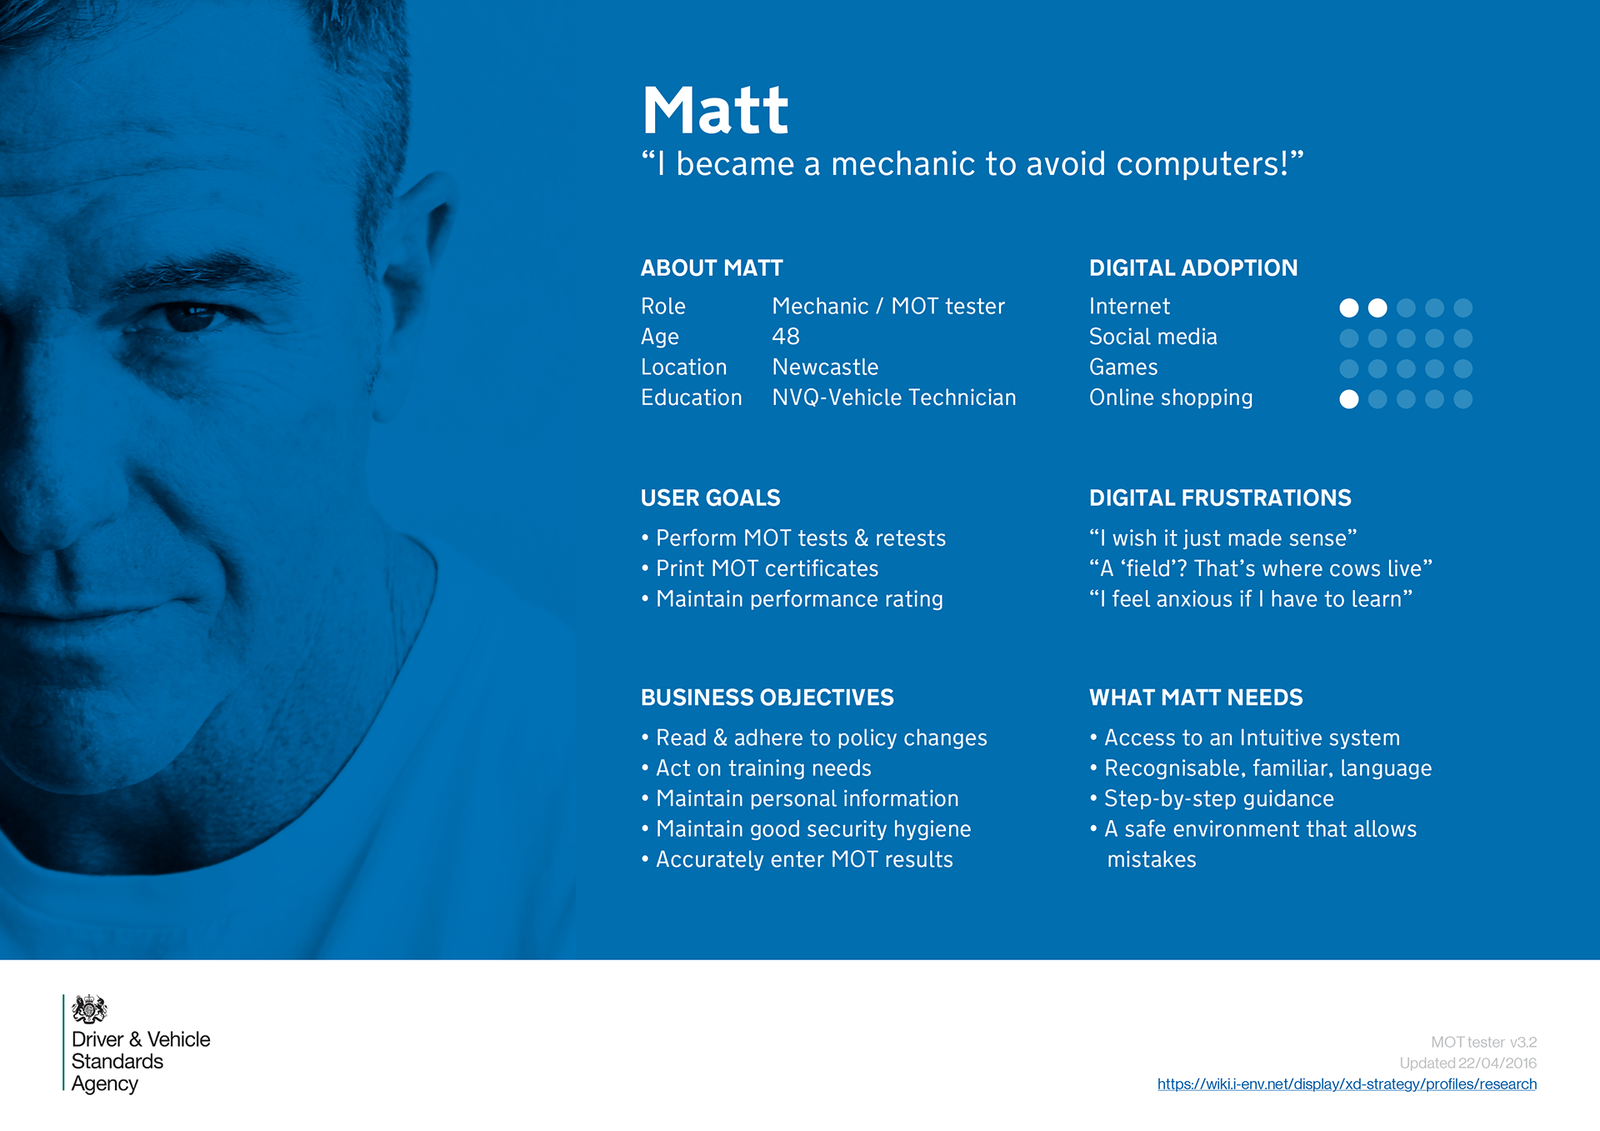 Matt
“I became a mechanic to avoid computers!”
ABOUT MATT
Role Mechanic / MOT tester
Age 48
Location Newcastle
Education NVQ-Vehicle Technician
DIGITAL ADOPTION
Internet
Social media
Games
Online shopping
USER GOALS
• Perform MOT tests & retests
• Print MOT certificates
• Maintain performance rating
DIGITAL FRUSTRATIONS
“I wish it just made sense”
“A ‘field’? That’s where cows live”
“I feel anxious if I have to learn”
BUSINESS OBJECTIVES
• Read & adhere to policy changes
• Act on training needs
• Maintain personal information
• Maintain good security hygiene
• Accurately enter MOT results
WHAT MATT NEEDS
• Access to an Intuitive system
• Recognisable, familiar, language
• Step-by-step guidance
• A safe environment that allows
mistakes
Driver & Vehicle
Standards
Agency
MOT tester v3.2
Updated 22/04/2016
https://wiki.i-env.net/display/xd-strategy/profiles/research